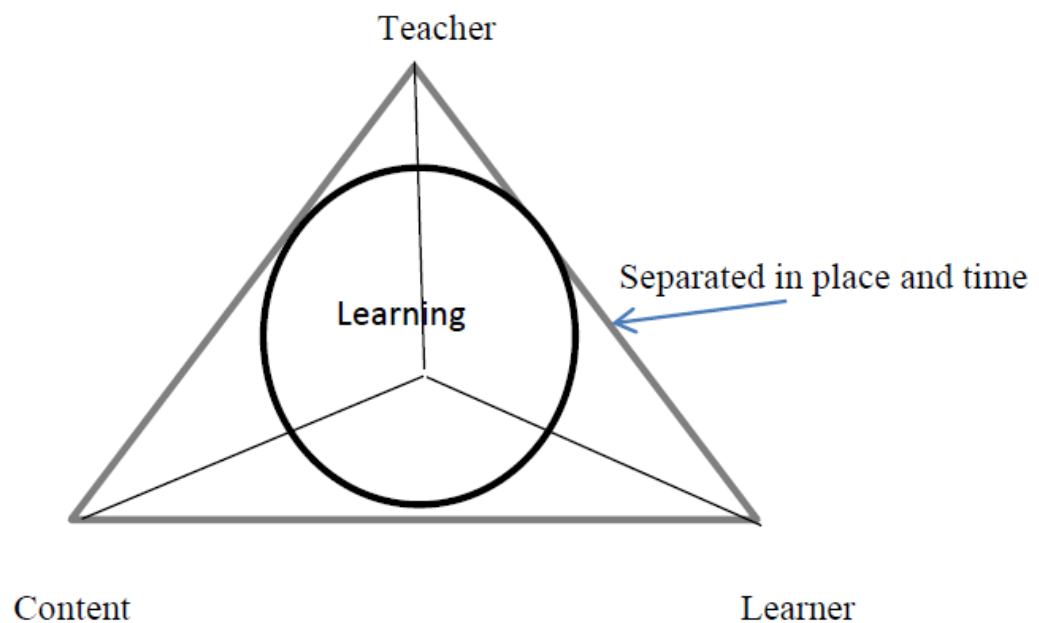 Teacher
Separated in place and time
Learning
Content
Learner